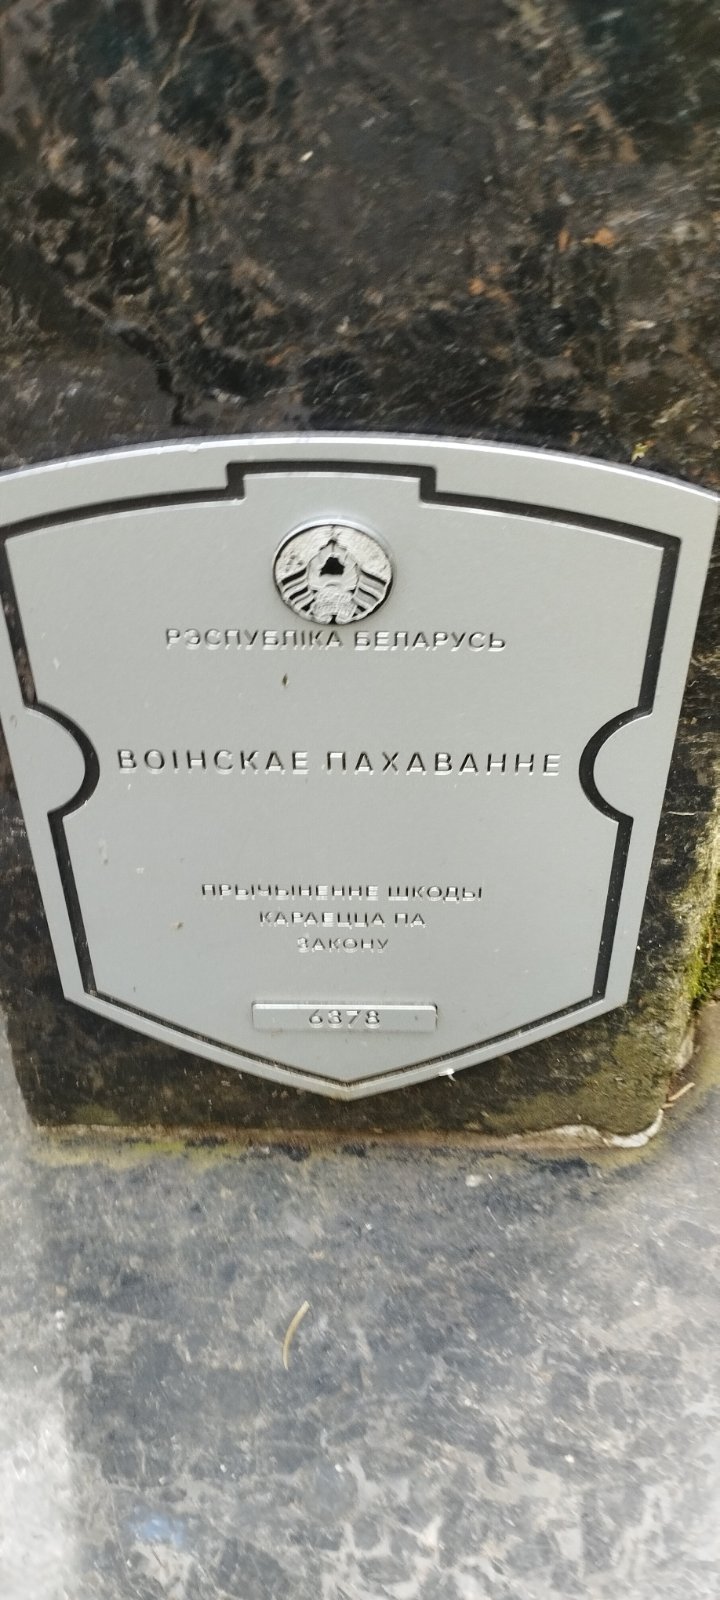 РЭСПУБЛІКА БЕЛАРУСЬ
ВОІНСКАЕ ПАХАВАННЕ
ПРЫЧЫНЕННЕ ШКОДЫ
КАРАЕЦЦА ПА
ЗАКОНУ
6378